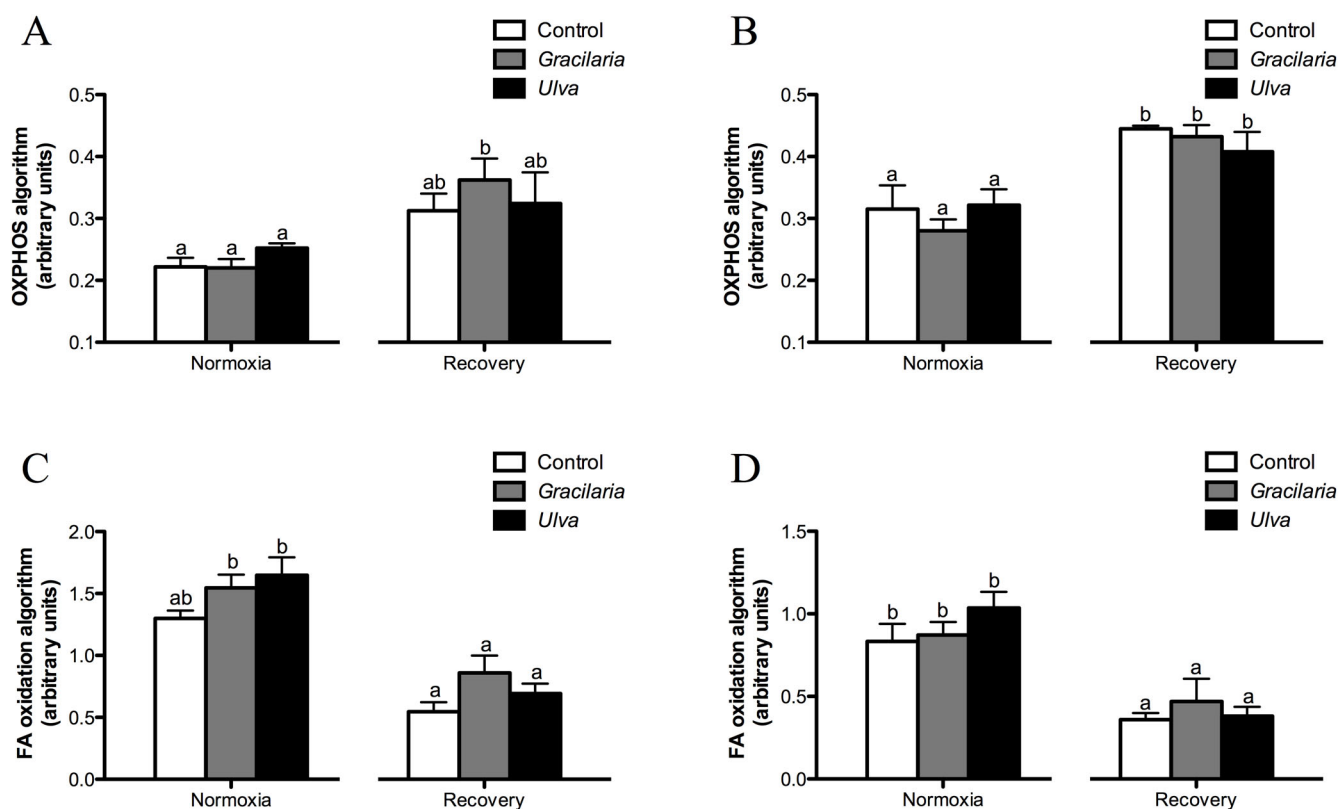 A
Control
Gracilaria
Ulva
OXPHOS algorithm
(arbitrary units)
0.5
0.4
0.3
0.2
0.1
a
a
a
ab
b
ab
Normoxia
Recovery
B
Control
Gracilaria
Ulva
OXPHOS algorithm
(arbitrary units)
0.5
0.4
0.3
0.2
0.1
a
a
a
b
b
b
Normoxia
Recovery
C
Control
Gracilaria
Ulva
FA oxidation algorithm
(arbitrary units)
2.0
1.5
1.0
0.5
0.0
ab
b
b
a
a
a
Normoxia
Recovery
D
Control
Gracilaria
Ulva
FA oxidation algorithm
(arbitrary units)
1.5
1.0
0.5
0.0
b
b
b
a
a
a
Normoxia
Recovery